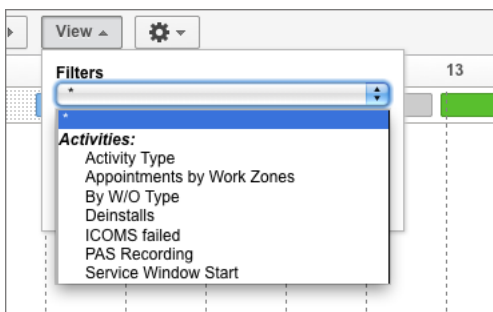 View
Filters
13
*
*
Activities:
Activity Type
Appointments by Work Zones
By W/O Type
Deinstalls
ICOMS failed
PAS Recording
Service Window Start